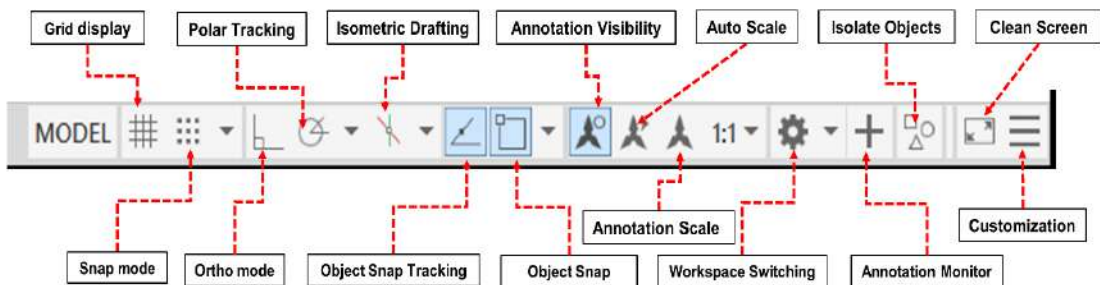 Grid display
Polar Tracking
Isometric Drafting
Annotation Visibility
Auto Scale
Isolate Objects
Clean Screen
MODEL
1:1
Annotation Scale
Customization
Snap mode
Ortho mode
Object Snap Tracking
Object Snap
Workspace Switching
Annotation Monitor